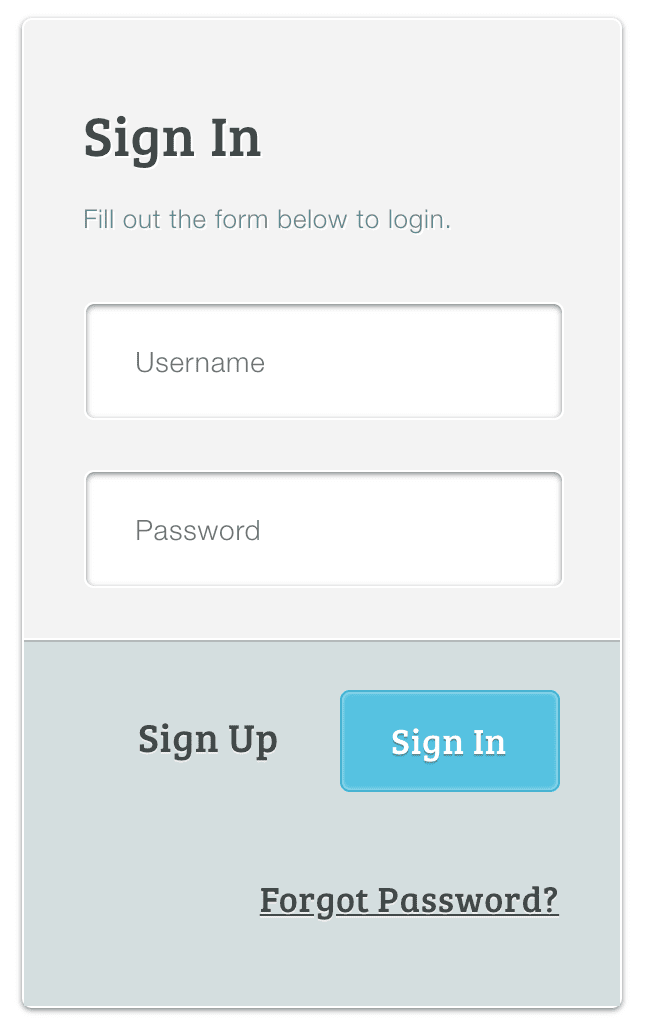 Sign In
Fill out the form below to login.
Username
Password
Sign Up
Sign In
Forgot Password?